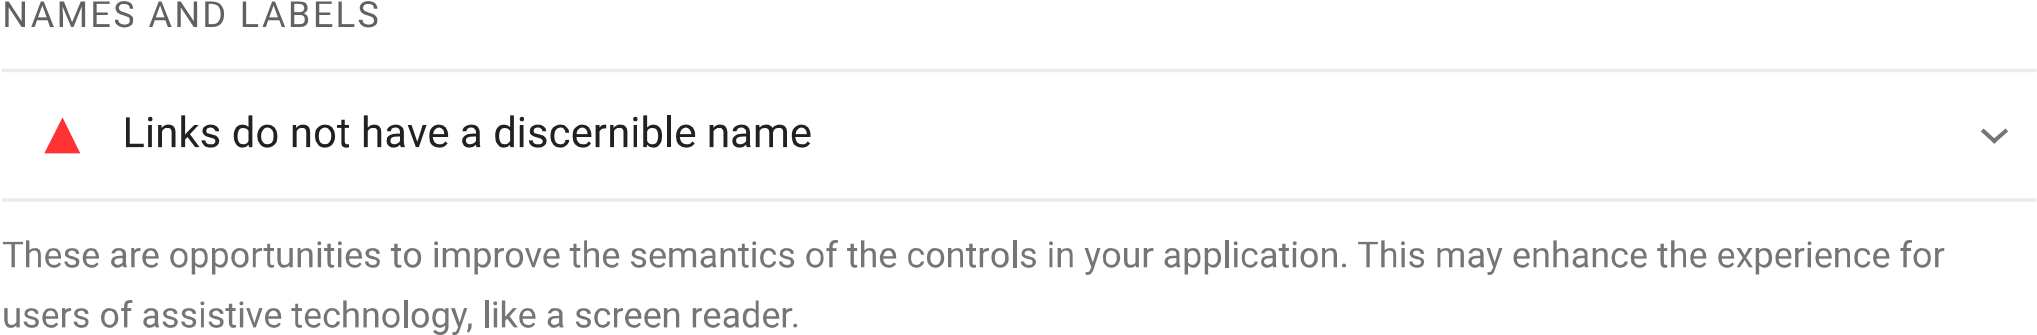 NAMES AND LABELS
Links do not have a discernible name
These are opportunities to improve the semantics of the controls in your application. This may enhance the experience for
users of assistive technology, like a screen reader.